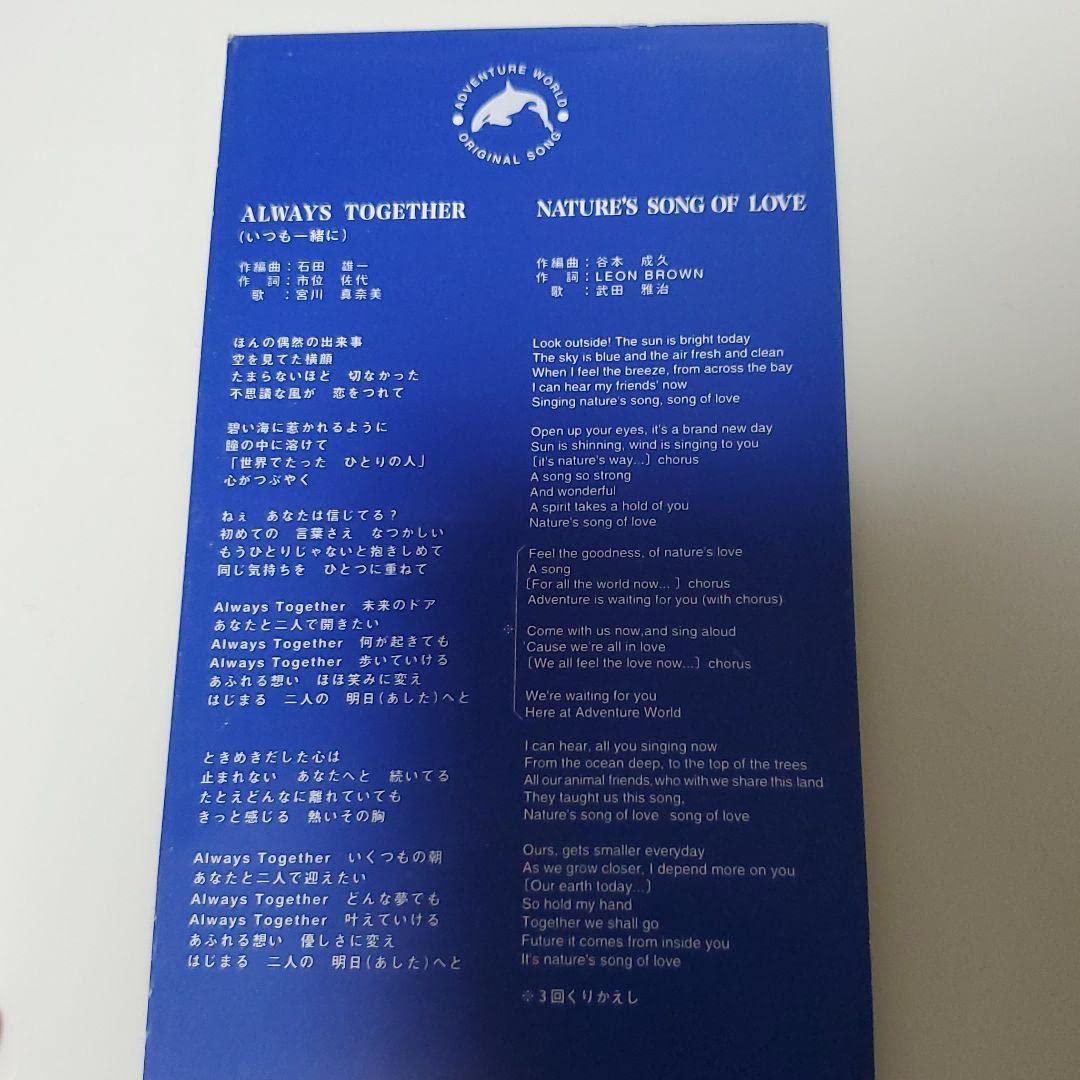 ADVENTURE WORLD
ORIGINAL SONG
ALWAYS TOGETHER
(いつも一緒に)
作編曲：石田　雄一
作　詞：市位　佐代
歌　：宮川　真奈美
ほんの偶然の出来事
空を見てた横顔
たまらないほど　切なかった
不思議な風が　恋をつれて
碧い海に惹かれるように
瞳の中に溶けて
「世界でたった　ひとりの人」
心がつぶやく
ねぇ　あなたは信じてる？
初めての　言葉さえ　なつかしい
もうひとりじゃないと抱きしめて
同じ気持ちを　ひとつに重ねて
Always Together　未来のドア
あなたと二人で開きたい
Always Together　何が起きても
Always Together　歩いていける
あふれる想い　ほほ笑みに変え
はじまる　二人の　明日(あした)へと
ときめきだした心は
止まれない　あなたへと　続いてる
たとえどんなに離れていても
きっと感じる　熱いその胸
Always Together　いくつもの朝
あなたと二人で迎えたい
Always Together　どんな夢でも
Always Together　叶えていける
あふれる想い　優しさに変え
はじまる　二人の　明日(あした)へと
NATURE'S SONG OF LOVE
作編曲：谷本　成久
作　詞：LEON BROWN
歌　：武田　雅治
Look outside! The sun is bright today
The sky is blue and the air fresh and clean
When I feel the breeze, from across the bay
I can hear my friends' now
Singing nature's song, song of love
Open up your eyes, it's a brand new day
Sun is shinning, wind is singing to you
〔it's nature's way...〕chorus
A song so strong
And wonderful
A spirit takes a hold of you
Nature's song of love
Feel the goodness, of nature's love
A song
〔For all the world now... 〕chorus
Adventure is waiting for you (with chorus)
※ Come with us now,and sing aloud
'Cause we're all in love
〔We all feel the love now...〕chorus
We're waiting for you
Here at Adventure World
I can hear, all you singing now
From the ocean deep, to the top of the trees
All our animal friends, who with we share this land
They taught us this song,
Nature's song of love　song of love
Ours, gets smaller everyday
As we grow closer, I depend more on you
〔Our earth today...〕
So hold my hand
Together we shall go
Future it comes from inside you
It's nature's song of love
※３回くりかえし